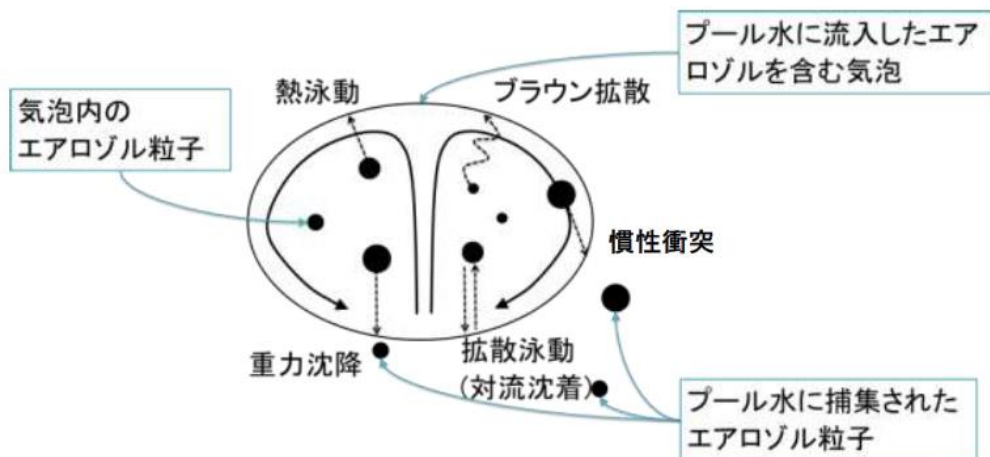 プール水に流入したエア
ロゾルを含む気泡
熱泳動
ブラウン拡散
気泡内の
エアロゾル粒子
慣性衝突
重力沈降
拡散泳動
(対流沈着)
プール水に捕集された
エアロゾル粒子